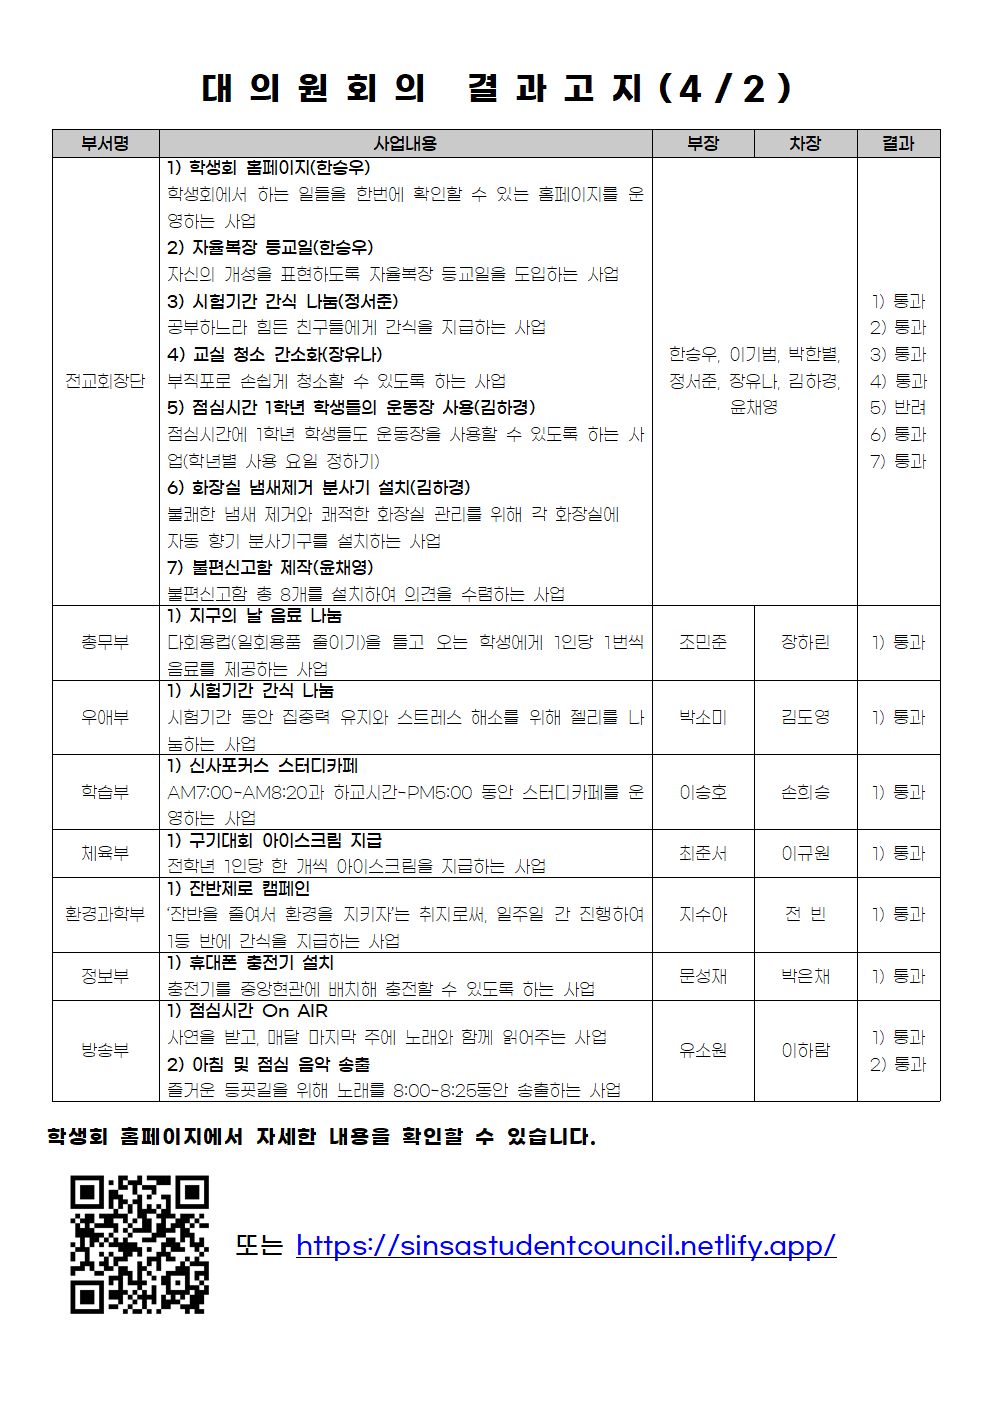 대의원회의 결과고지(4/2)
부서명 사업내용 부장 차장 결과
전교회장단
1) 학생회 홈페이지(한승우)
학생회에서 하는 일들을 한번에 확인할 수 있는 홈페이지를 운
영하는 사업
2) 자율복장 등교일(한승우)
자신의 개성을 표현하도록 자율복장 등교일을 도입하는 사업
3) 시험기간 간식 나눔(정서준)
공부하느라 힘든 친구들에게 간식을 지급하는 사업
4) 교실 청소 간소화(장유나)
부직포로 손쉽게 청소할 수 있도록 하는 사업
5) 점심시간 1학년 학생들의 운동장 사용(김하경)
점심시간에 1학년 학생들도 운동장을 사용할 수 있도록 하는 사
업(학년별 사용 요일 정하기)
6) 화장실 냄새제거 분사기 설치(김하경)
불쾌한 냄새 제거와 쾌적한 화장실 관리를 위해 각 화장실에
자동 향기 분사기구를 설치하는 사업
7) 불편신고함 제작(윤채영)
불편신고함 총 8개를 설치하여 의견을 수렴하는 사업
한승우, 이기범, 박한별,
정서준, 장유나, 김하경,
윤채영
1) 통과
2) 통과
3) 통과
4) 통과
5) 반려
6) 통과
7) 통과
총무부
1) 지구의 날 음료 나눔
다회용컵(일회용품 줄이기)을 들고 오는 학생에게 1인당 1번씩
음료를 제공하는 사업
조민준 장하린 1) 통과
우애부
1) 시험기간 간식 나눔
시험기간 동안 집중력 유지와 스트레스 해소를 위해 젤리를 나
눔하는 사업
박소미 김도영 1) 통과
학습부
1) 신사포커스 스터디카페
AM7:00-AM8:20과 하교시간-PM5:00 동안 스터디카페를 운
영하는 사업
이승호 손희승 1) 통과
체육부
1) 구기대회 아이스크림 지급
전학년 1인당 한 개씩 아이스크림을 지급하는 사업
최준서 이규원 1) 통과
환경과학부
1) 잔반제로 캠페인
'잔반을 줄여서 환경을 지키자'는 취지로써, 일주일 간 진행하여
1등 반에 간식을 지급하는 사업
지수아 전 빈 1) 통과
정보부
1) 휴대폰 충전기 설치
충전기를 중앙현관에 배치해 충전할 수 있도록 하는 사업
문성재 박은채 1) 통과
방송부
1) 점심시간 On AIR
사연을 받고, 매달 마지막 주에 노래와 함께 읽어주는 사업
2) 아침 및 점심 음악 송출
즐거운 등굣길을 위해 노래를 8:00-8:25동안 송출하는 사업
유소원 이하람
1) 통과
2) 통과
학생회 홈페이지에서 자세한 내용을 확인할 수 있습니다.
또는 https://sinsastudentcouncil.netlify.app/